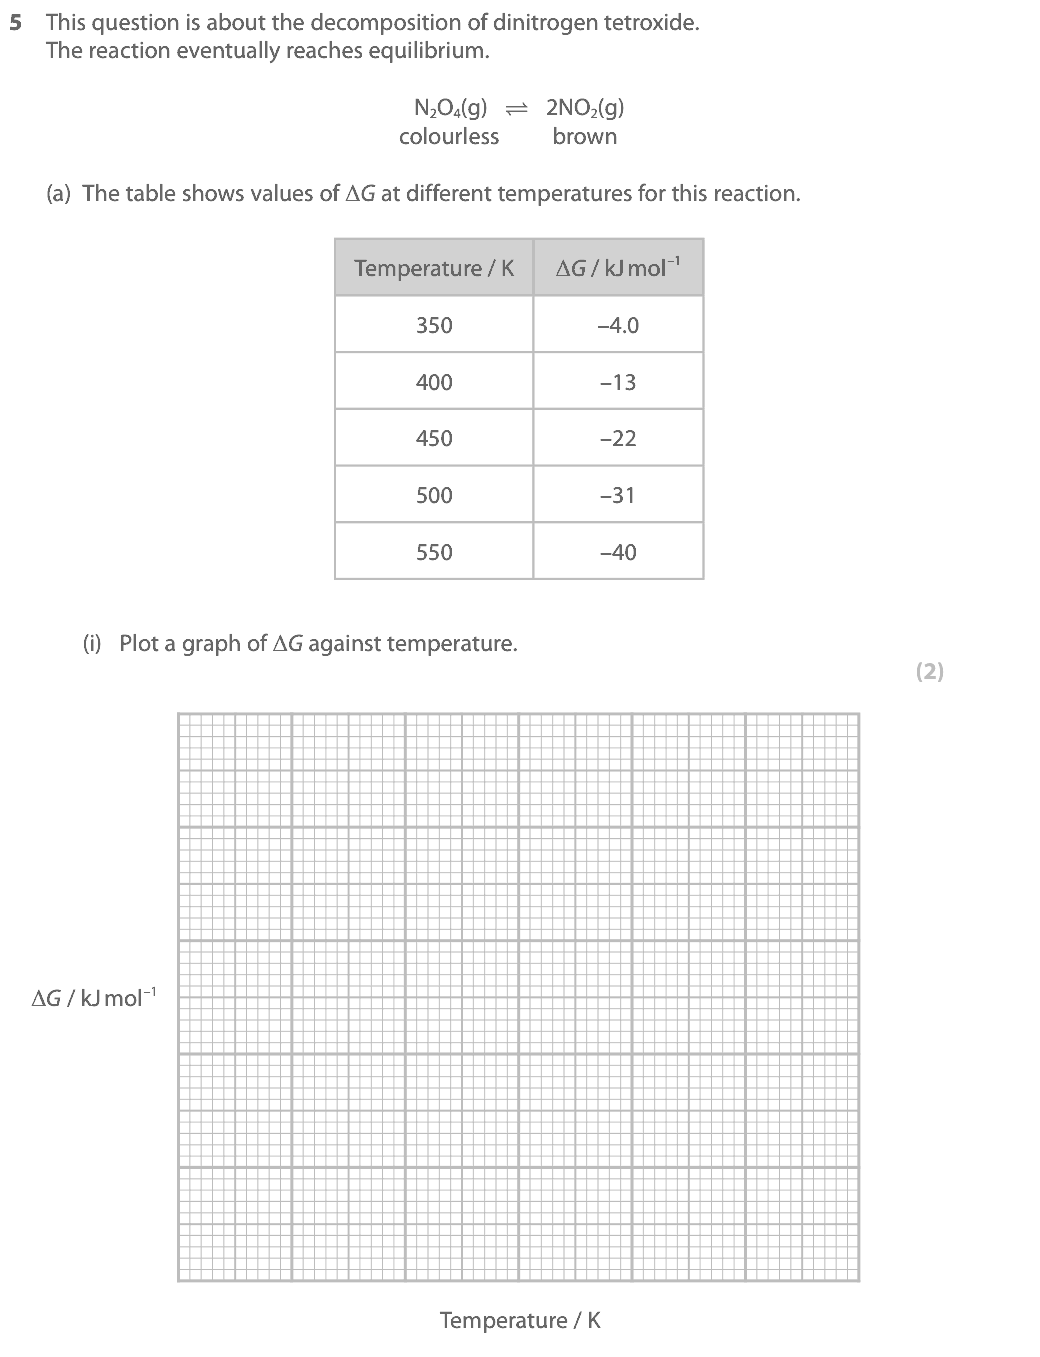 5 This question is about the decomposition of dinitrogen tetroxide.
The reaction eventually reaches equilibrium.
N₂O₄(g) ⇌ 2NO₂(g)
colourless brown
(a) The table shows values of ΔG at different temperatures for this reaction.
Temperature / K ΔG / kJ mol⁻¹
350 –4.0
400 –13
450 –22
500 –31
550 –40
(i) Plot a graph of ΔG against temperature.
(2)
ΔG / kJ mol⁻¹
Temperature / K